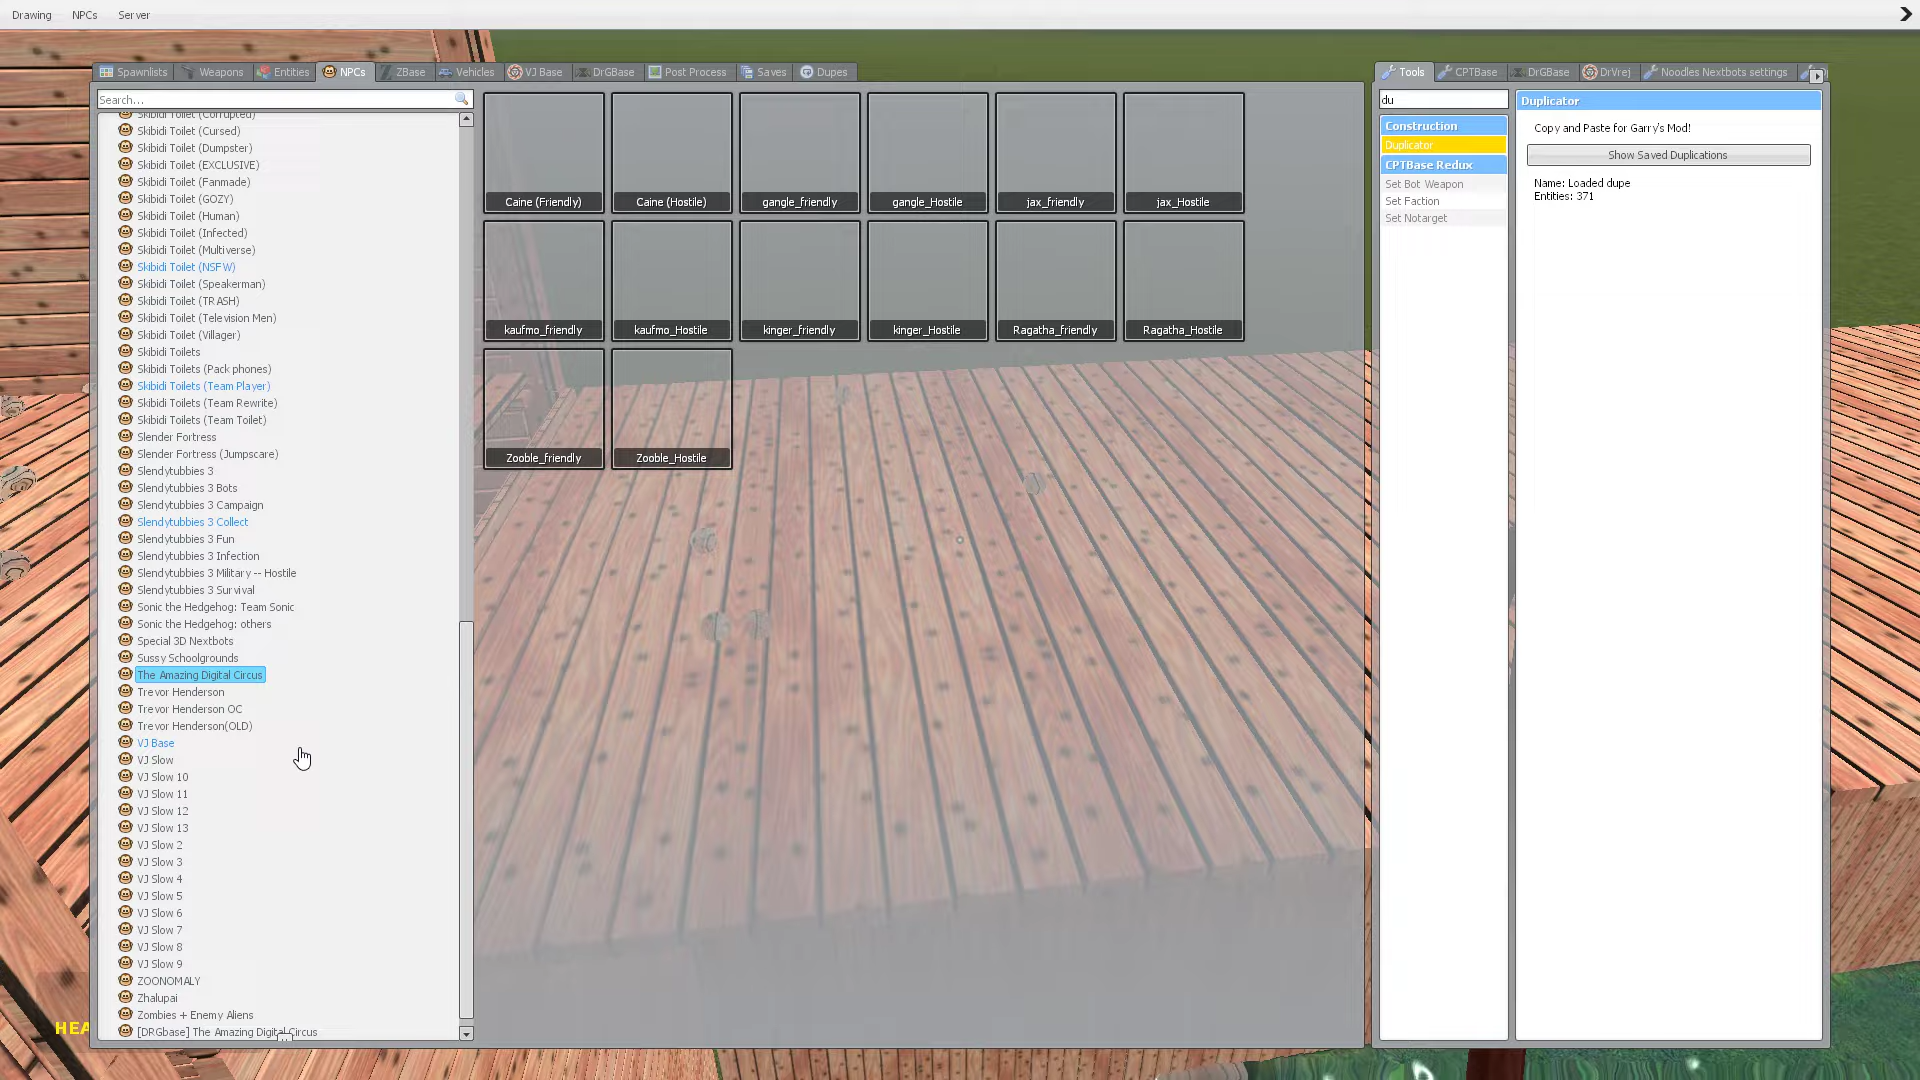 Drawing NPCs Server
Spawnlists Weapons Entities NPCs ZBase Vehicles VJ Base DrGBase Post Process Saves Dupes
Tools CPTBase DrGBase DrVrej Noodles Nextbots settings
Search...
Skibidi Toilet (Corrupted)
Skibidi Toilet (Cursed)
Skibidi Toilet (Dumpster)
Skibidi Toilet (EXCLUSIVE)
Skibidi Toilet (Fanmade)
Skibidi Toilet (GOZY)
Skibidi Toilet (Human)
Skibidi Toilet (Infected)
Skibidi Toilet (Multiverse)
Skibidi Toilet (NSFW)
Skibidi Toilet (Speakerman)
Skibidi Toilet (TRASH)
Skibidi Toilet (Television Men)
Skibidi Toilet (Villager)
Skibidi Toilets
Skibidi Toilets (Pack phones)
Skibidi Toilets (Team Player)
Skibidi Toilets (Team Rewrite)
Skibidi Toilets (Team Toilet)
Slender Fortress
Slender Fortress (Jumpscare)
Slendytubbies 3
Slendytubbies 3 Bots
Slendytubbies 3 Campaign
Slendytubbies 3 Collect
Slendytubbies 3 Fun
Slendytubbies 3 Infection
Slendytubbies 3 Military -- Hostile
Slendytubbies 3 Survival
Sonic the Hedgehog: Team Sonic
Sonic the Hedgehog: others
Special 3D Nextbots
Sussy Schoolgrounds
The Amazing Digital Circus
Trevor Henderson
Trevor Henderson OC
Trevor Henderson(OLD)
VJ Base
VJ Slow
VJ Slow 10
VJ Slow 11
VJ Slow 12
VJ Slow 13
VJ Slow 2
VJ Slow 3
VJ Slow 4
VJ Slow 5
VJ Slow 6
VJ Slow 7
VJ Slow 8
VJ Slow 9
ZOONOMALY
Zhalupai
Zombies + Enemy Aliens
[DRGbase] The Amazing Digital Circus
HEA
Caine (Friendly) Caine (Hostile) gangle_friendly gangle_Hostile jax_friendly jax_Hostile
kaufmo_friendly kaufmo_Hostile kinger_friendly kinger_Hostile Ragatha_friendly Ragatha_Hostile
Zooble_friendly Zooble_Hostile
du
Construction
Duplicator
CPTBase Redux
Set Bot Weapon
Set Faction
Set Notarget
Duplicator
Copy and Paste for Garry's Mod!
Show Saved Duplications
Name: Loaded dupe
Entities: 371